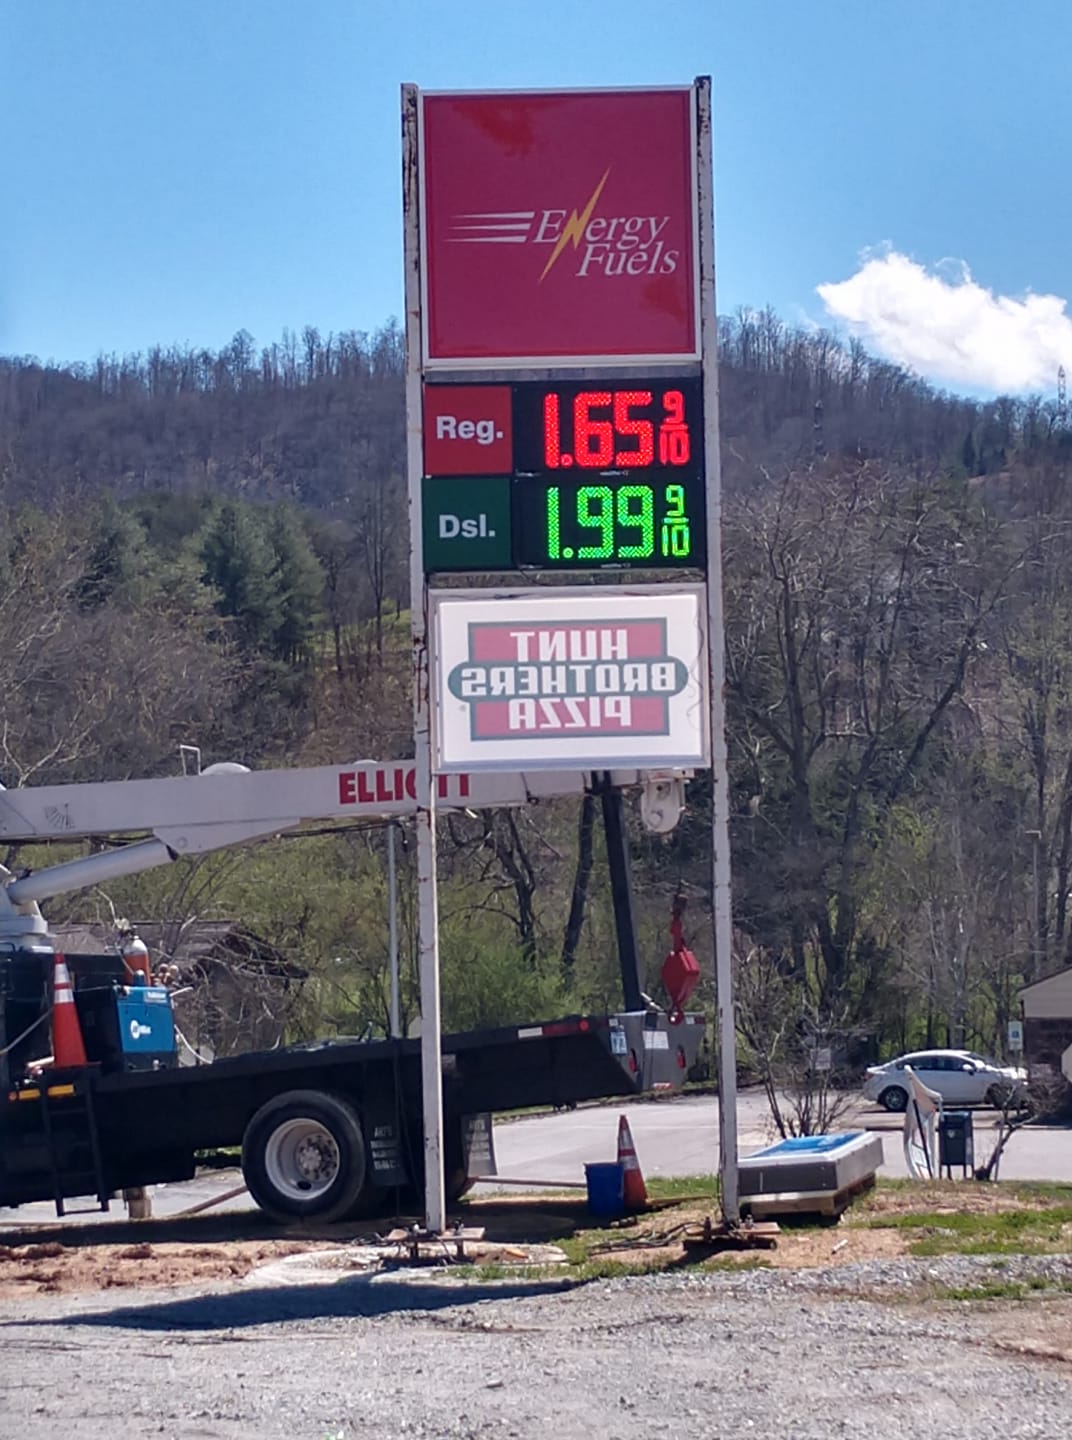 Energy
Fuels
Reg. 1.65 9/10
Dsl. 1.99 9/10
HUNT
BROTHERS
PIZZA
ELLIOTT